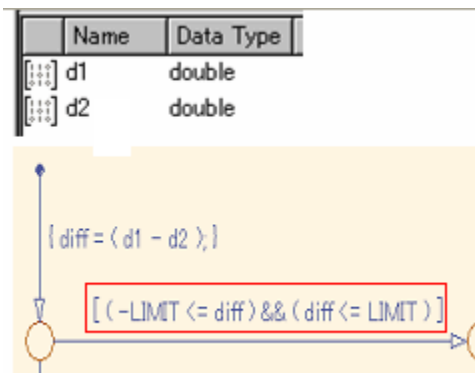 Name Data Type
d1 double
d2 double
{ diff = ( d1 - d2 ); }
[ ( -LIMIT <= diff ) && ( diff <= LIMIT ) ]